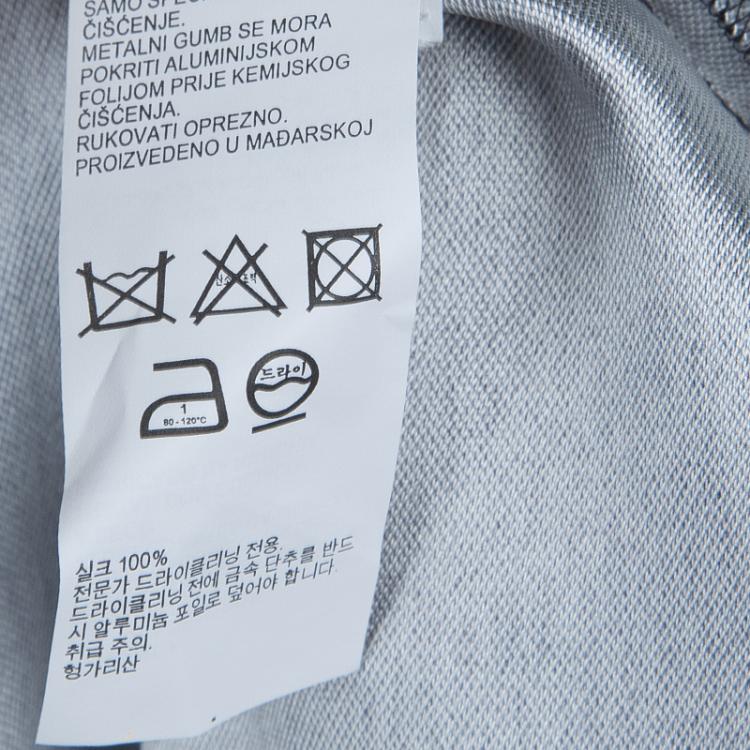 SAMO
ČIŠĆENJE.
METALNI GUMB SE MORA
POKRITI ALUMINIJSKOM
FOLIJOM PRIJE KEMIJSKOG
ČIŠĆENJA.
RUKOVATI OPREZNO.
PROIZVEDENO U MAĐARSKOJ
드라이
1
80 - 120°C
실크 100%
전문가 드라이클리닝 전용.
드라이클리닝 전에 금속 단추를 반드
시 알루미늄 포일로 덮어야 합니다.
취급 주의.
헝가리산